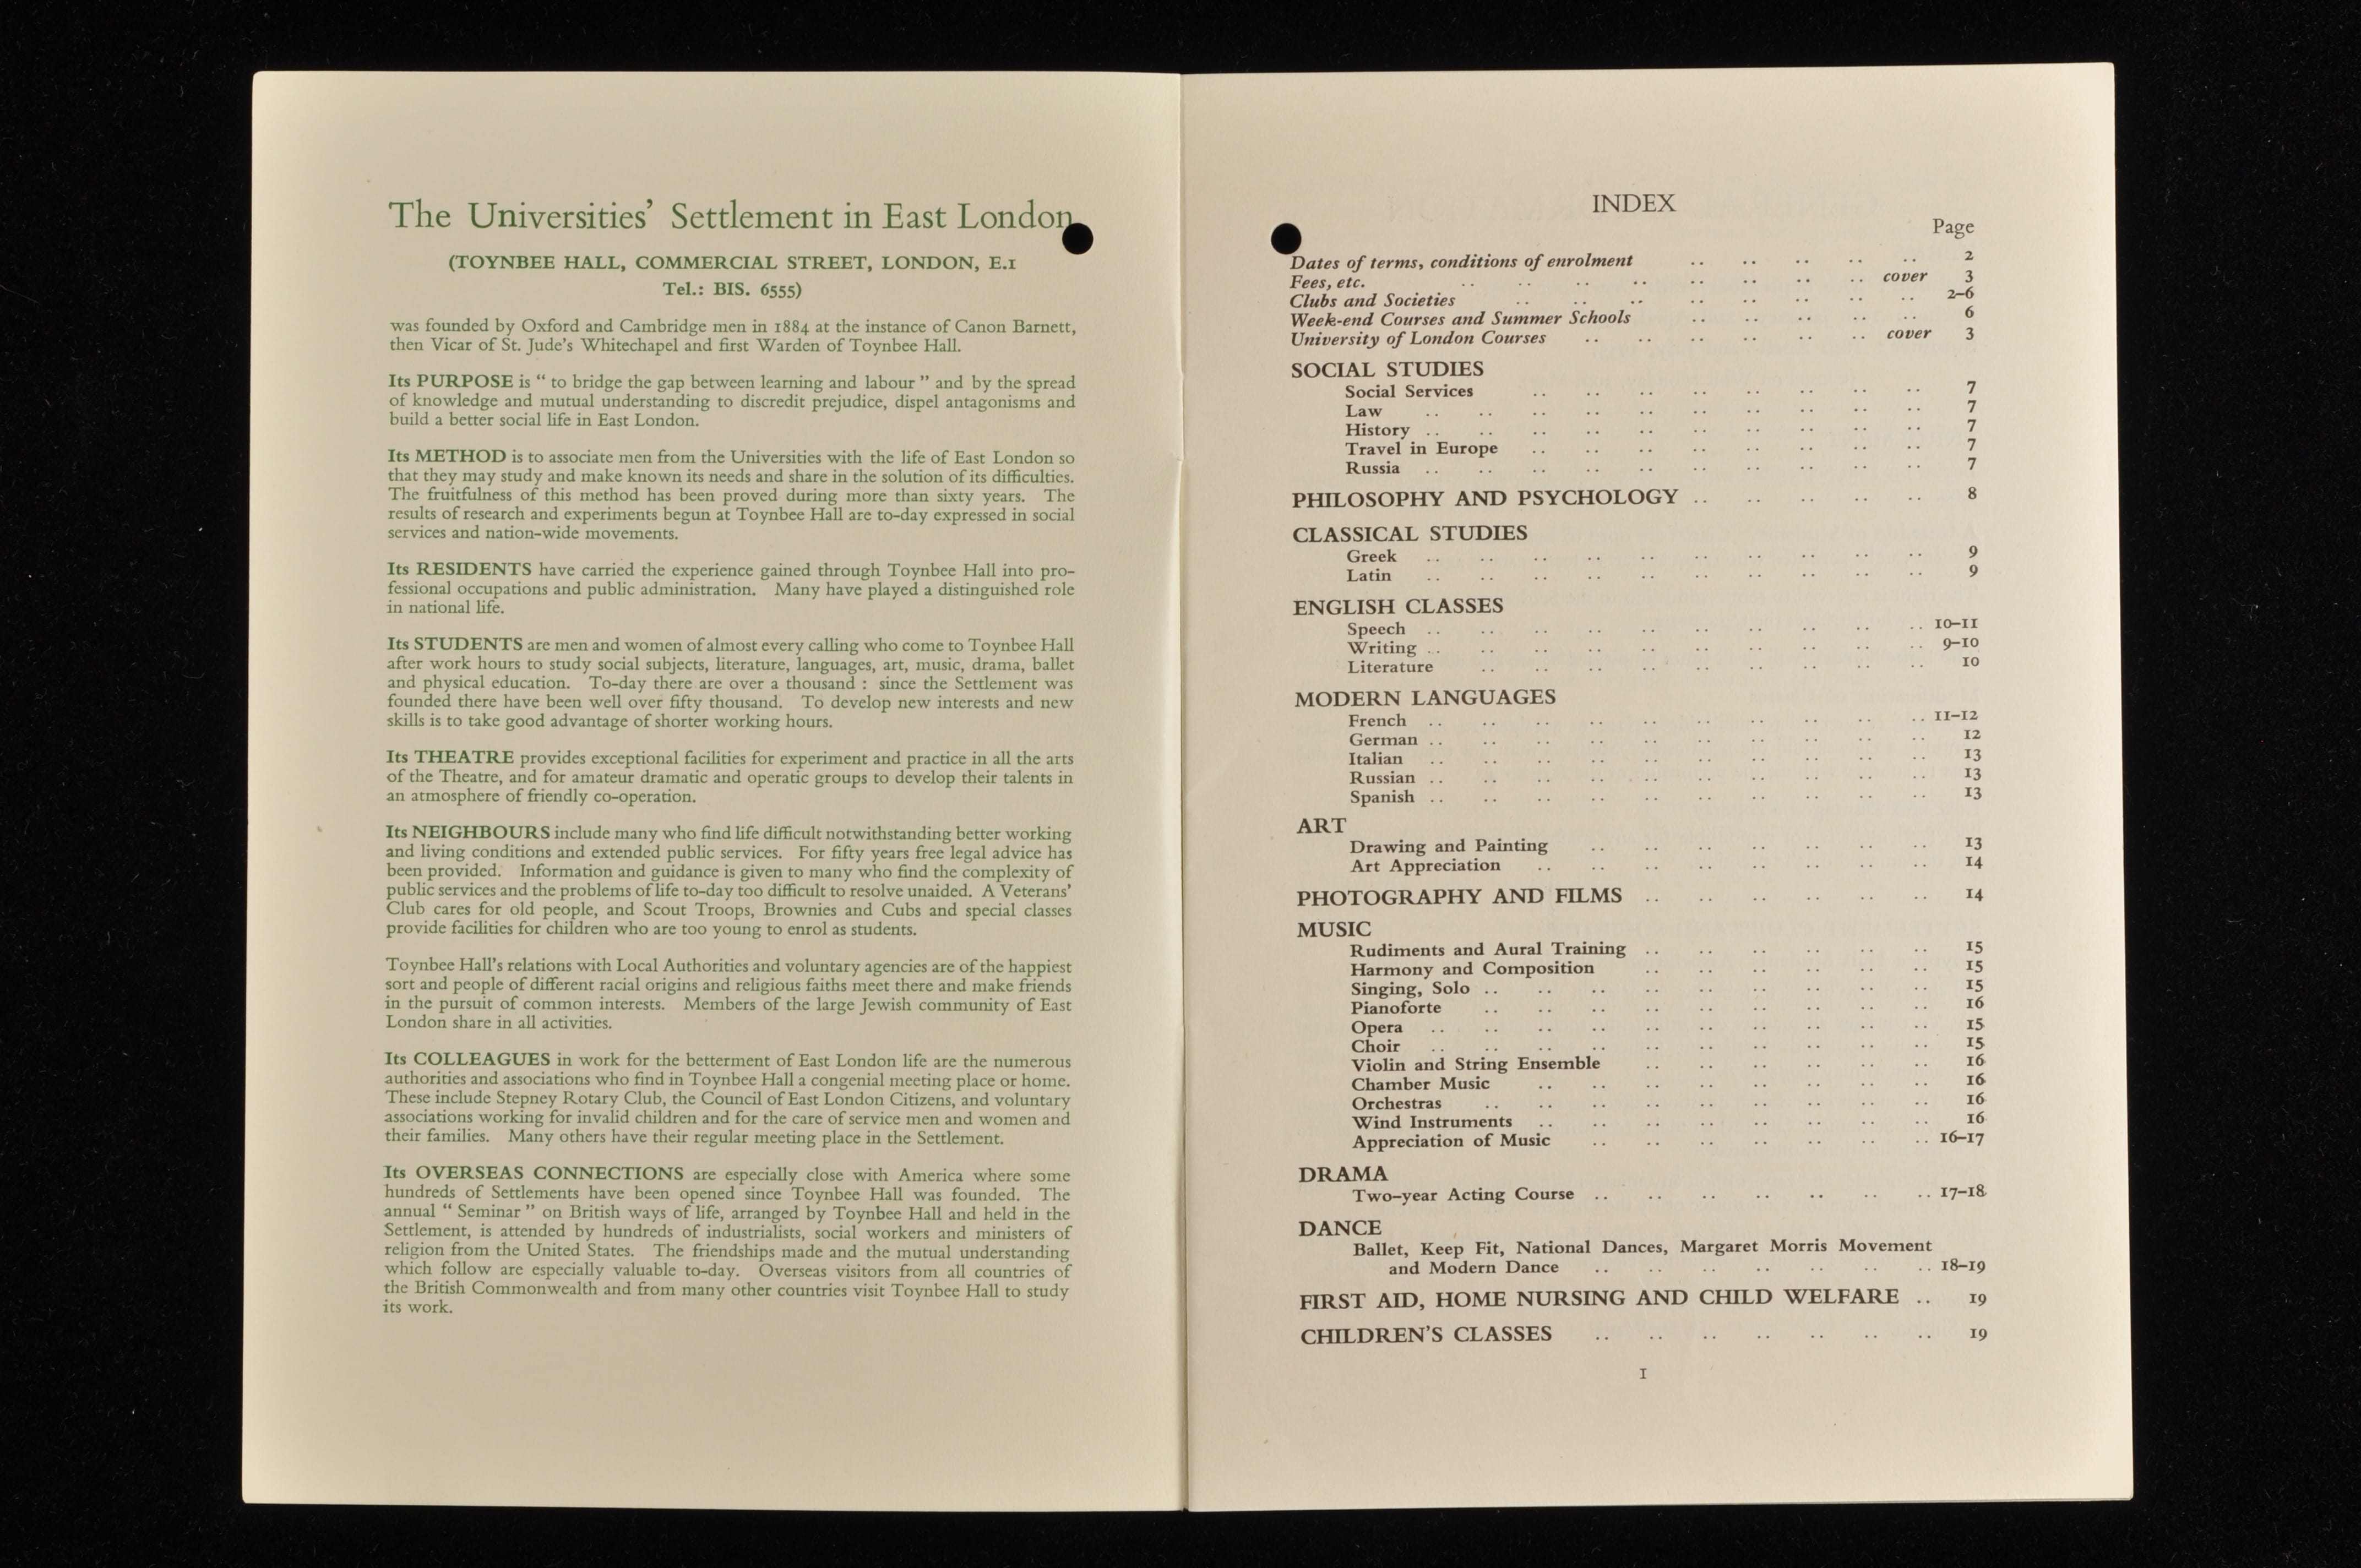 The Universities' Settlement in East London
(TOYNBEE HALL, COMMERCIAL STREET, LONDON, E.1
Tel.: BIS. 6555)
was founded by Oxford and Cambridge men in 1884 at the instance of Canon Barnett,
then Vicar of St. Jude's Whitechapel and first Warden of Toynbee Hall.
Its PURPOSE is “ to bridge the gap between learning and labour ” and by the spread
of knowledge and mutual understanding to discredit prejudice, dispel antagonisms and
build a better social life in East London.
Its METHOD is to associate men from the Universities with the life of East London so
that they may study and make known its needs and share in the solution of its difficulties.
The fruitfulness of this method has been proved during more than sixty years. The
results of research and experiments begun at Toynbee Hall are to-day expressed in social
services and nation-wide movements.
Its RESIDENTS have carried the experience gained through Toynbee Hall into pro-
fessional occupations and public administration. Many have played a distinguished role
in national life.
Its STUDENTS are men and women of almost every calling who come to Toynbee Hall
after work hours to study social subjects, literature, languages, art, music, drama, ballet
and physical education. To-day there are over a thousand : since the Settlement was
founded there have been well over fifty thousand. To develop new interests and new
skills is to take good advantage of shorter working hours.
Its THEATRE provides exceptional facilities for experiment and practice in all the arts
of the Theatre, and for amateur dramatic and operatic groups to develop their talents in
an atmosphere of friendly co-operation.
Its NEIGHBOURS include many who find life difficult notwithstanding better working
and living conditions and extended public services. For fifty years free legal advice has
been provided. Information and guidance is given to many who find the complexity of
public services and the problems of life to-day too difficult to resolve unaided. A Veterans'
Club cares for old people, and Scout Troops, Brownies and Cubs and special classes
provide facilities for children who are too young to enrol as students.
Toynbee Hall's relations with Local Authorities and voluntary agencies are of the happiest
sort and people of different racial origins and religious faiths meet there and make friends
in the pursuit of common interests. Members of the large Jewish community of East
London share in all activities.
Its COLLEAGUES in work for the betterment of East London life are the numerous
authorities and associations who find in Toynbee Hall a congenial meeting place or home.
These include Stepney Rotary Club, the Council of East London Citizens, and voluntary
associations working for invalid children and for the care of service men and women and
their families. Many others have their regular meeting place in the Settlement.
Its OVERSEAS CONNECTIONS are especially close with America where some
hundreds of Settlements have been opened since Toynbee Hall was founded. The
annual “ Seminar ” on British ways of life, arranged by Toynbee Hall and held in the
Settlement, is attended by hundreds of industrialists, social workers and ministers of
religion from the United States. The friendships made and the mutual understanding
which follow are especially valuable to-day. Overseas visitors from all countries of
the British Commonwealth and from many other countries visit Toynbee Hall to study
its work.
INDEX
Page
Dates of terms, conditions of enrolment .. .. .. .. .. 2
Fees, etc. .. .. .. .. .. .. .. .. cover 3
Clubs and Societies .. .. .. .. .. .. .. .. 2-6
Week-end Courses and Summer Schools .. .. .. .. .. 6
University of London Courses .. .. .. .. .. .. cover 3
SOCIAL STUDIES
Social Services .. .. .. .. .. .. .. .. 7
Law .. .. .. .. .. .. .. .. .. .. 7
History .. .. .. .. .. .. .. .. .. .. 7
Travel in Europe .. .. .. .. .. .. .. .. 7
Russia .. .. .. .. .. .. .. .. .. .. 7
PHILOSOPHY AND PSYCHOLOGY .. .. .. .. .. 8
CLASSICAL STUDIES
Greek .. .. .. .. .. .. .. .. .. .. 9
Latin .. .. .. .. .. .. .. .. .. .. 9
ENGLISH CLASSES
Speech .. .. .. .. .. .. .. .. .. .. 10-11
Writing .. .. .. .. .. .. .. .. .. .. 9-10
Literature .. .. .. .. .. .. .. .. .. 10
MODERN LANGUAGES
French .. .. .. .. .. .. .. .. .. .. 11-12
German .. .. .. .. .. .. .. .. .. .. 12
Italian .. .. .. .. .. .. .. .. .. .. 13
Russian .. .. .. .. .. .. .. .. .. .. 13
Spanish .. .. .. .. .. .. .. .. .. .. 13
ART
Drawing and Painting .. .. .. .. .. .. .. 13
Art Appreciation .. .. .. .. .. .. .. .. 14
PHOTOGRAPHY AND FILMS .. .. .. .. .. .. 14
MUSIC
Rudiments and Aural Training .. .. .. .. .. .. 15
Harmony and Composition .. .. .. .. .. .. 15
Singing, Solo .. .. .. .. .. .. .. .. .. 15
Pianoforte .. .. .. .. .. .. .. .. .. 16
Opera .. .. .. .. .. .. .. .. .. .. 15
Choir .. .. .. .. .. .. .. .. .. .. 15
Violin and String Ensemble .. .. .. .. .. .. 16
Chamber Music .. .. .. .. .. .. .. .. 16
Orchestras .. .. .. .. .. .. .. .. .. 16
Wind Instruments .. .. .. .. .. .. .. .. 16
Appreciation of Music .. .. .. .. .. .. .. 16-17
DRAMA
Two-year Acting Course .. .. .. .. .. .. .. 17-18
DANCE
Ballet, Keep Fit, National Dances, Margaret Morris Movement
and Modern Dance .. .. .. .. .. .. .. 18-19
FIRST AID, HOME NURSING AND CHILD WELFARE .. 19
CHILDREN'S CLASSES .. .. .. .. .. .. .. 19
1